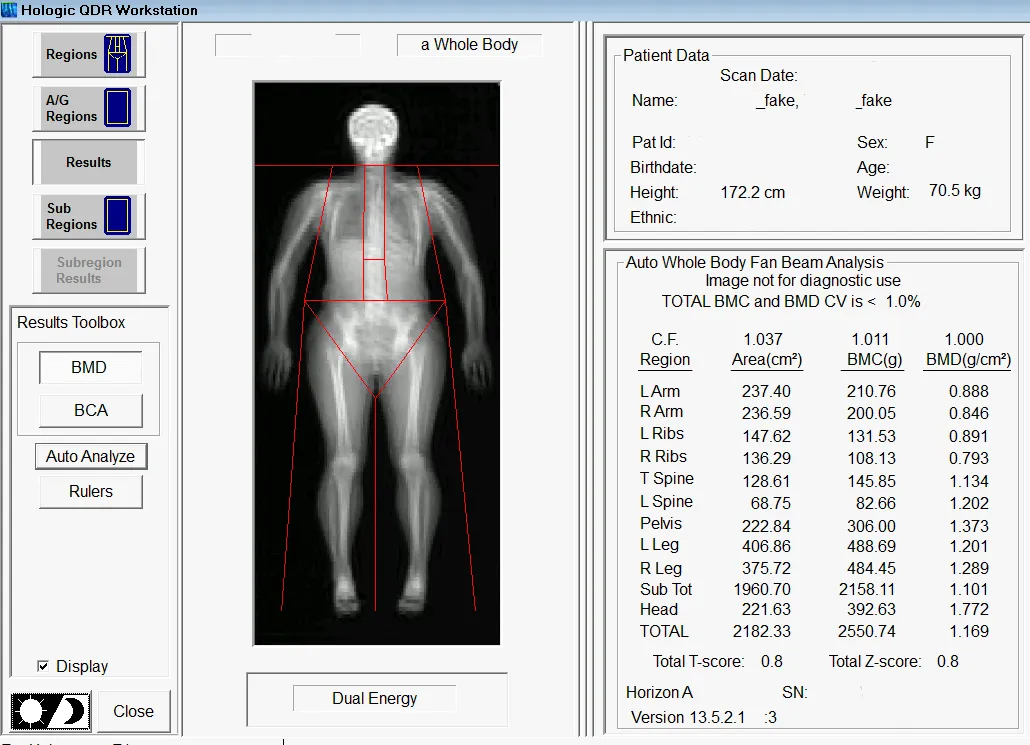 Hologic QDR Workstation
Regions
A/G
Regions
Results
Sub
Regions
Subregion
Results
Results Toolbox
BMD
BCA
Auto Analyze
Rulers
Display
Close
a Whole Body
Dual Energy
Patient Data
Scan Date:
Name: _fake, _fake
Pat Id: Sex: F
Birthdate: Age:
Height: 172.2 cm Weight: 70.5 kg
Ethnic:
Auto Whole Body Fan Beam Analysis
Image not for diagnostic use
TOTAL BMC and BMD CV is < 1.0%
C.F. 1.037 1.011 1.000
Region Area(cm²) BMC(g) BMD(g/cm²)
L Arm 237.40 210.76 0.888
R Arm 236.59 200.05 0.846
L Ribs 147.62 131.53 0.891
R Ribs 136.29 108.13 0.793
T Spine 128.61 145.85 1.134
L Spine 68.75 82.66 1.202
Pelvis 222.84 306.00 1.373
L Leg 406.86 488.69 1.201
R Leg 375.72 484.45 1.289
Sub Tot 1960.70 2158.11 1.101
Head 221.63 392.63 1.772
TOTAL 2182.33 2550.74 1.169
Total T-score: 0.8 Total Z-score: 0.8
Horizon A SN:
Version 13.5.2.1 :3